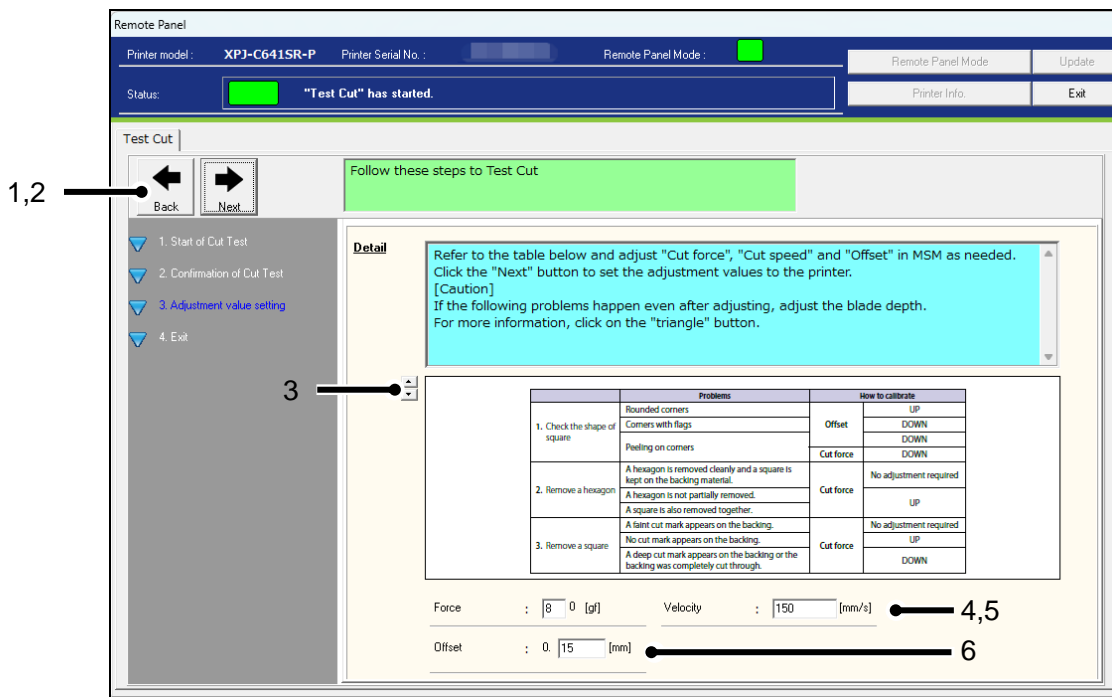 Remote Panel
Printer model : XPJ-C641SR-P Printer Serial No. : Remote Panel Mode :
Remote Panel Mode Update
Status: "Test Cut" has started.
Printer Info. Exit
Test Cut
1,2
Back Next
Follow these steps to Test Cut
1. Start of Cut Test
2. Confirmation of Cut Test
3. Adjustment value setting
4. Exit
Detail
Refer to the table below and adjust "Cut force", "Cut speed" and "Offset" in MSM as needed.
Click the "Next" button to set the adjustment values to the printer.
[Caution]
If the following problems happen even after adjusting, adjust the blade depth.
For more information, click on the "triangle" button.
3
Problems How to calibrate
1. Check the shape of
square
Rounded corners
Corners with flags
Peeling on corners
Offset
UP
DOWN
DOWN
Cut force DOWN
2. Remove a hexagon
A hexagon is removed cleanly and a square is
kept on the backing material.
A hexagon is not partially removed.
A square is also removed together.
Cut force
No adjustment required
UP
3. Remove a square
A faint cut mark appears on the backing.
No cut mark appears on the backing.
A deep cut mark appears on the backing or the
backing was completely cut through.
Cut force
No adjustment required
UP
DOWN
Force : 8 0 [gf] Velocity : 150 [mm/s]
4,5
Offset : 0. 15 [mm]
6